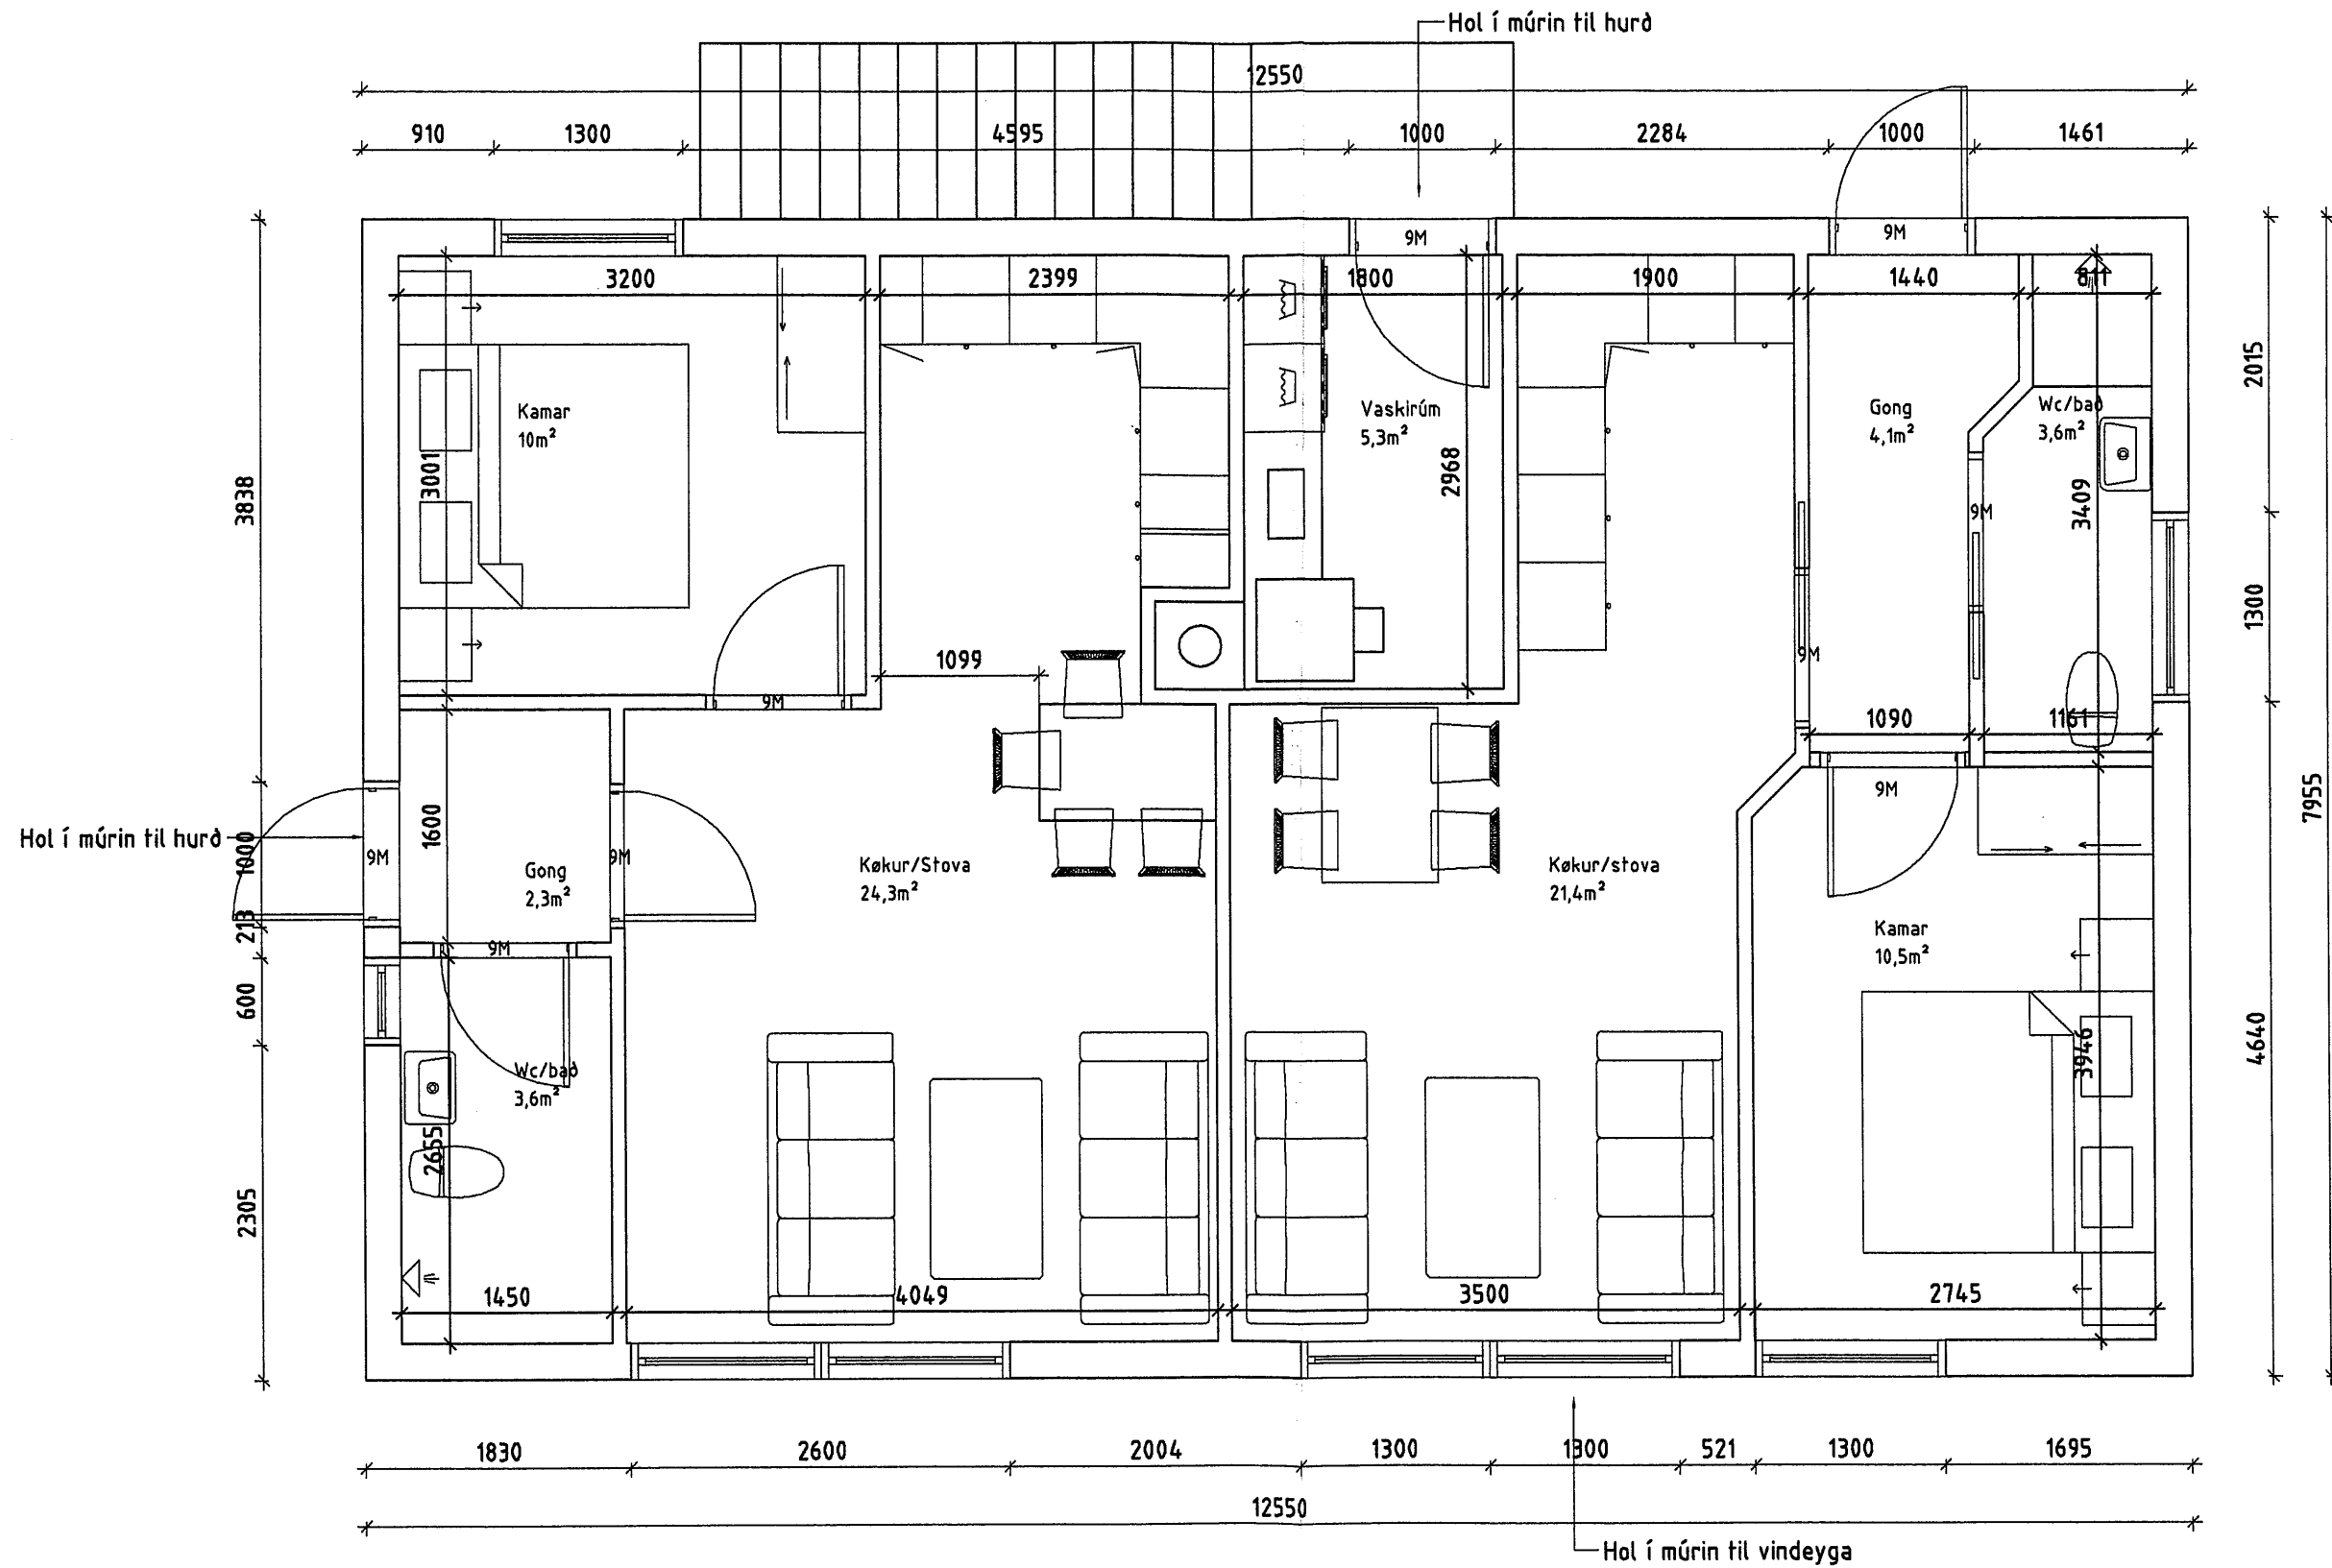 Hol í múrin til hurð
12550
910
1300
4595
1000
2284
1000
1461
9M
9M
3200
2399
1800
1900
1440
811
2015
Kamar
10m²
Vaskirúm
5,3m²
Gong
4,1m²
Wc/bað
3,6m²
3001
2968
3409
3838
9M
1300
1099
9M
9M
1090
1161
9M
7955
Hol í múrin til hurð
1000
9M
1600
9M
Gong
2,3m²
Køkur/Stova
24,3m²
Køkur/stova
21,4m²
213
9M
Kamar
10,5m²
600
4640
3946
Wc/bað
3,6m²
2655
2305
1450
4049
3500
2745
1830
2600
2004
1300
1300
521
1300
1695
12550
Hol í múrin til vindeyga